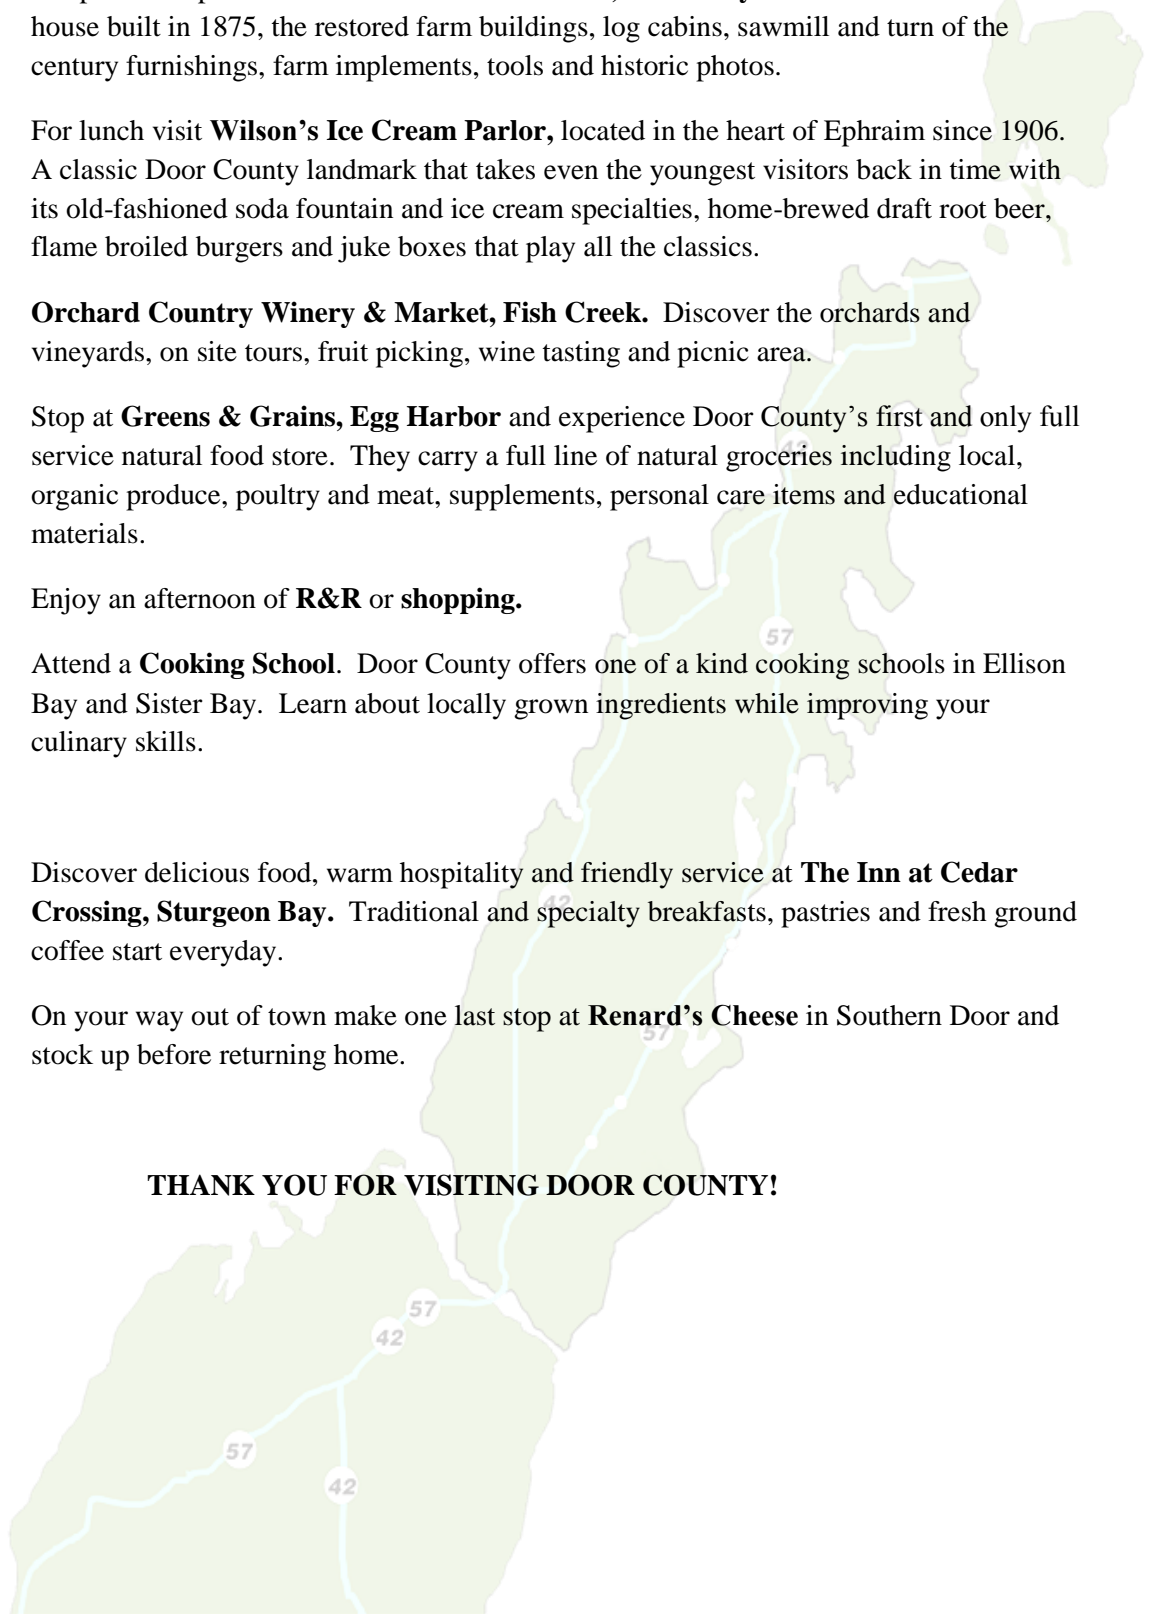 house built in 1875, the restored farm buildings, log cabins, sawmill and turn of the
century furnishings, farm implements, tools and historic photos.
For lunch visit Wilson’s Ice Cream Parlor, located in the heart of Ephraim since 1906.
A classic Door County landmark that takes even the youngest visitors back in time with
its old-fashioned soda fountain and ice cream specialties, home-brewed draft root beer,
flame broiled burgers and juke boxes that play all the classics.
Orchard Country Winery & Market, Fish Creek. Discover the orchards and
vineyards, on site tours, fruit picking, wine tasting and picnic area.
Stop at Greens & Grains, Egg Harbor and experience Door County’s first and only full
42
service natural food store. They carry a full line of natural groceries including local,
organic produce, poultry and meat, supplements, personal care items and educational
materials.
Enjoy an afternoon of R&R or shopping.
57
Attend a Cooking School. Door County offers one of a kind cooking schools in Ellison
Bay and Sister Bay. Learn about locally grown ingredients while improving your
culinary skills.
Discover delicious food, warm hospitality and friendly service at The Inn at Cedar
42
Crossing, Sturgeon Bay. Traditional and specialty breakfasts, pastries and fresh ground
coffee start everyday.
On your way out of town make one last stop at Renard’s Cheese in Southern Door and
57
stock up before returning home.
THANK YOU FOR VISITING DOOR COUNTY!
57
42
57
42